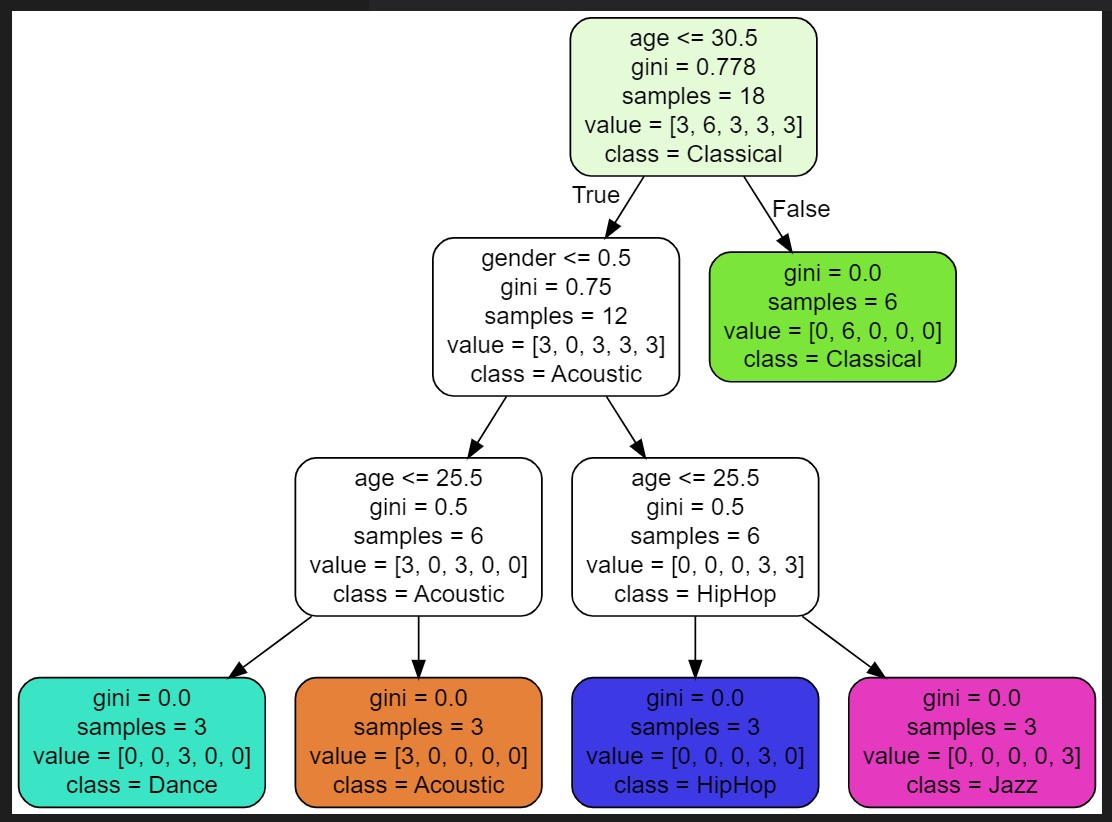 age <= 30.5
gini = 0.778
samples = 18
value = [3, 6, 3, 3, 3]
class = Classical
True
False
gender <= 0.5
gini = 0.75
samples = 12
value = [3, 0, 3, 3, 3]
class = Acoustic
gini = 0.0
samples = 6
value = [0, 6, 0, 0, 0]
class = Classical
age <= 25.5
gini = 0.5
samples = 6
value = [3, 0, 3, 0, 0]
class = Acoustic
age <= 25.5
gini = 0.5
samples = 6
value = [0, 0, 0, 3, 3]
class = HipHop
gini = 0.0
samples = 3
value = [0, 0, 3, 0, 0]
class = Dance
gini = 0.0
samples = 3
value = [3, 0, 0, 0, 0]
class = Acoustic
gini = 0.0
samples = 3
value = [0, 0, 0, 3, 0]
class = HipHop
gini = 0.0
samples = 3
value = [0, 0, 0, 0, 3]
class = Jazz